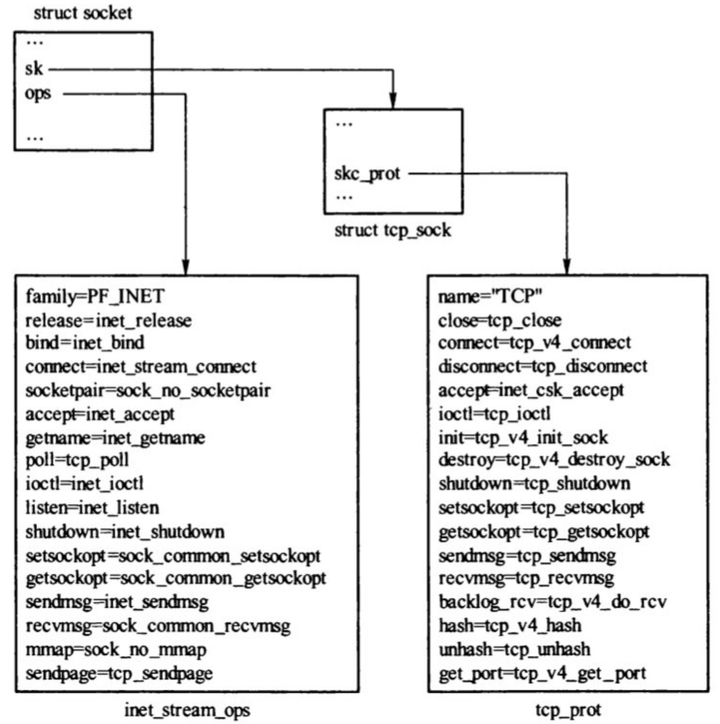 struct socket
...
sk
ops
...
...
skc_prot
...
struct tcp_sock
family=PF_INET
release=inet_release
bind=inet_bind
connect=inet_stream_connect
socketpair=sock_no_socketpair
accept=inet_accept
getname=inet_getname
poll=tcp_poll
ioctl=inet_ioctl
listen=inet_listen
shutdown=inet_shutdown
setsockopt=sock_common_setsockopt
getsockopt=sock_common_getsockopt
sendmsg=inet_sendmsg
recvmsg=sock_common_recvmsg
mmap=sock_no_mmap
sendpage=tcp_sendpage
inet_stream_ops
name="TCP"
close=tcp_close
connect=tcp_v4_connect
disconnect=tcp_disconnect
accept=inet_csk_accept
ioctl=tcp_ioctl
init=tcp_v4_init_sock
destroy=tcp_v4_destroy_sock
shutdown=tcp_shutdown
setsockopt=tcp_setsockopt
getsockopt=tcp_getsockopt
sendmsg=tcp_sendmsg
recvmsg=tcp_recvmsg
backlog_rcv=tcp_v4_do_rcv
hash=tcp_v4_hash
unhash=tcp_unhash
get_port=tcp_v4_get_port
tcp_prot